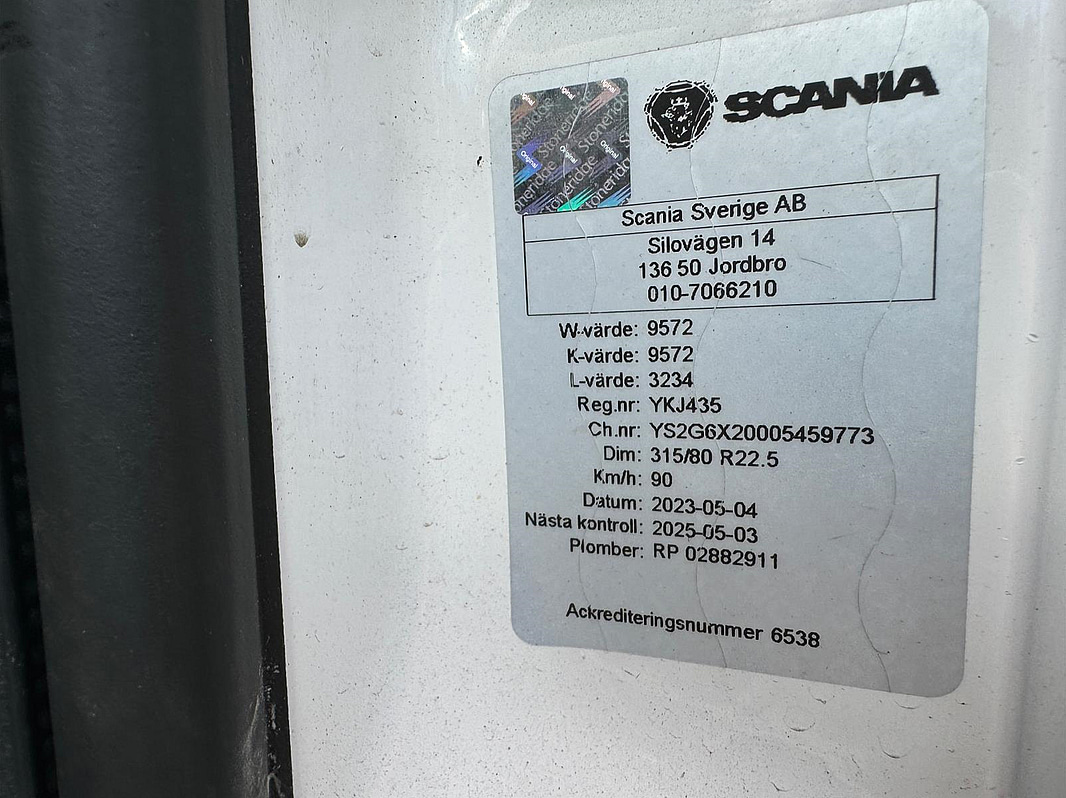 SCANIA
Original
Stoneridge
Scania Sverige AB
Silovägen 14
136 50 Jordbro
010-7066210
W-värde: 9572
K-värde: 9572
L-värde: 3234
Reg.nr: YKJ435
Ch.nr: YS2G6X20005459773
Dim: 315/80 R22.5
Km/h: 90
Datum: 2023-05-04
Nästa kontroll: 2025-05-03
Plomber: RP 02882911
Ackrediteringsnummer 6538